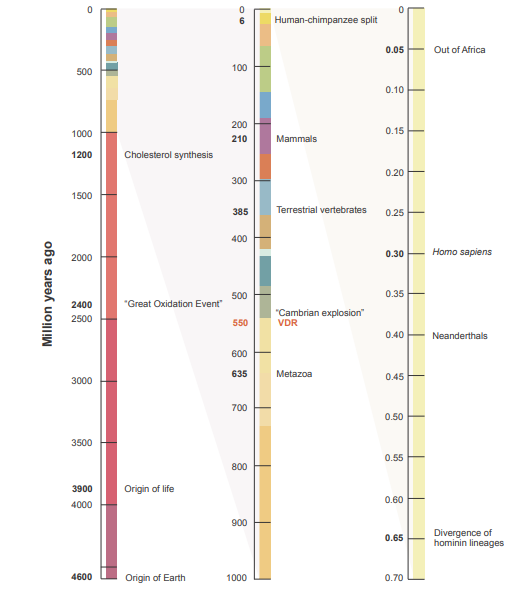 Million years ago
0
500
1000
1200 Cholesterol synthesis
1500
2000
2400 "Great Oxidation Event"
2500
3000
3500
3900 Origin of life
4000
4600 Origin of Earth
0
6 Human-chimpanzee split
100
200
210 Mammals
300
385 Terrestrial vertebrates
400
500
"Cambrian explosion"
550 VDR
600
635 Metazoa
700
800
900
1000
0
0.05 Out of Africa
0.10
0.15
0.20
0.25
0.30 Homo sapiens
0.35
0.40 Neanderthals
0.45
0.50
0.55
0.60
0.65 Divergence of
hominin lineages
0.70